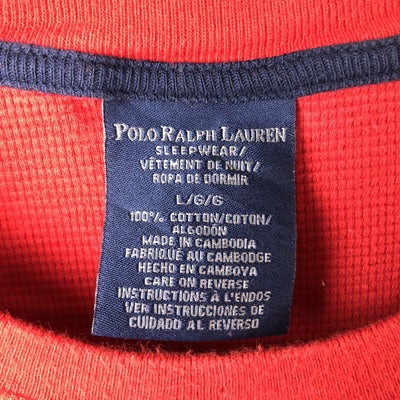 POLO RALPH LAUREN
SLEEPWEAR/
VÊTEMENT DE NUIT/
ROPA DE DORMIR
L/G/G
100% COTTON/COTON/
ALGODÓN
MADE IN CAMBODIA
FABRIQUÉ AU CAMBODGE
HECHO EN CAMBOYA
CARE ON REVERSE
INSTRUCTIONS À L'ENDOS
VER INSTRUCCIONES DE
CUIDADO AL REVERSO